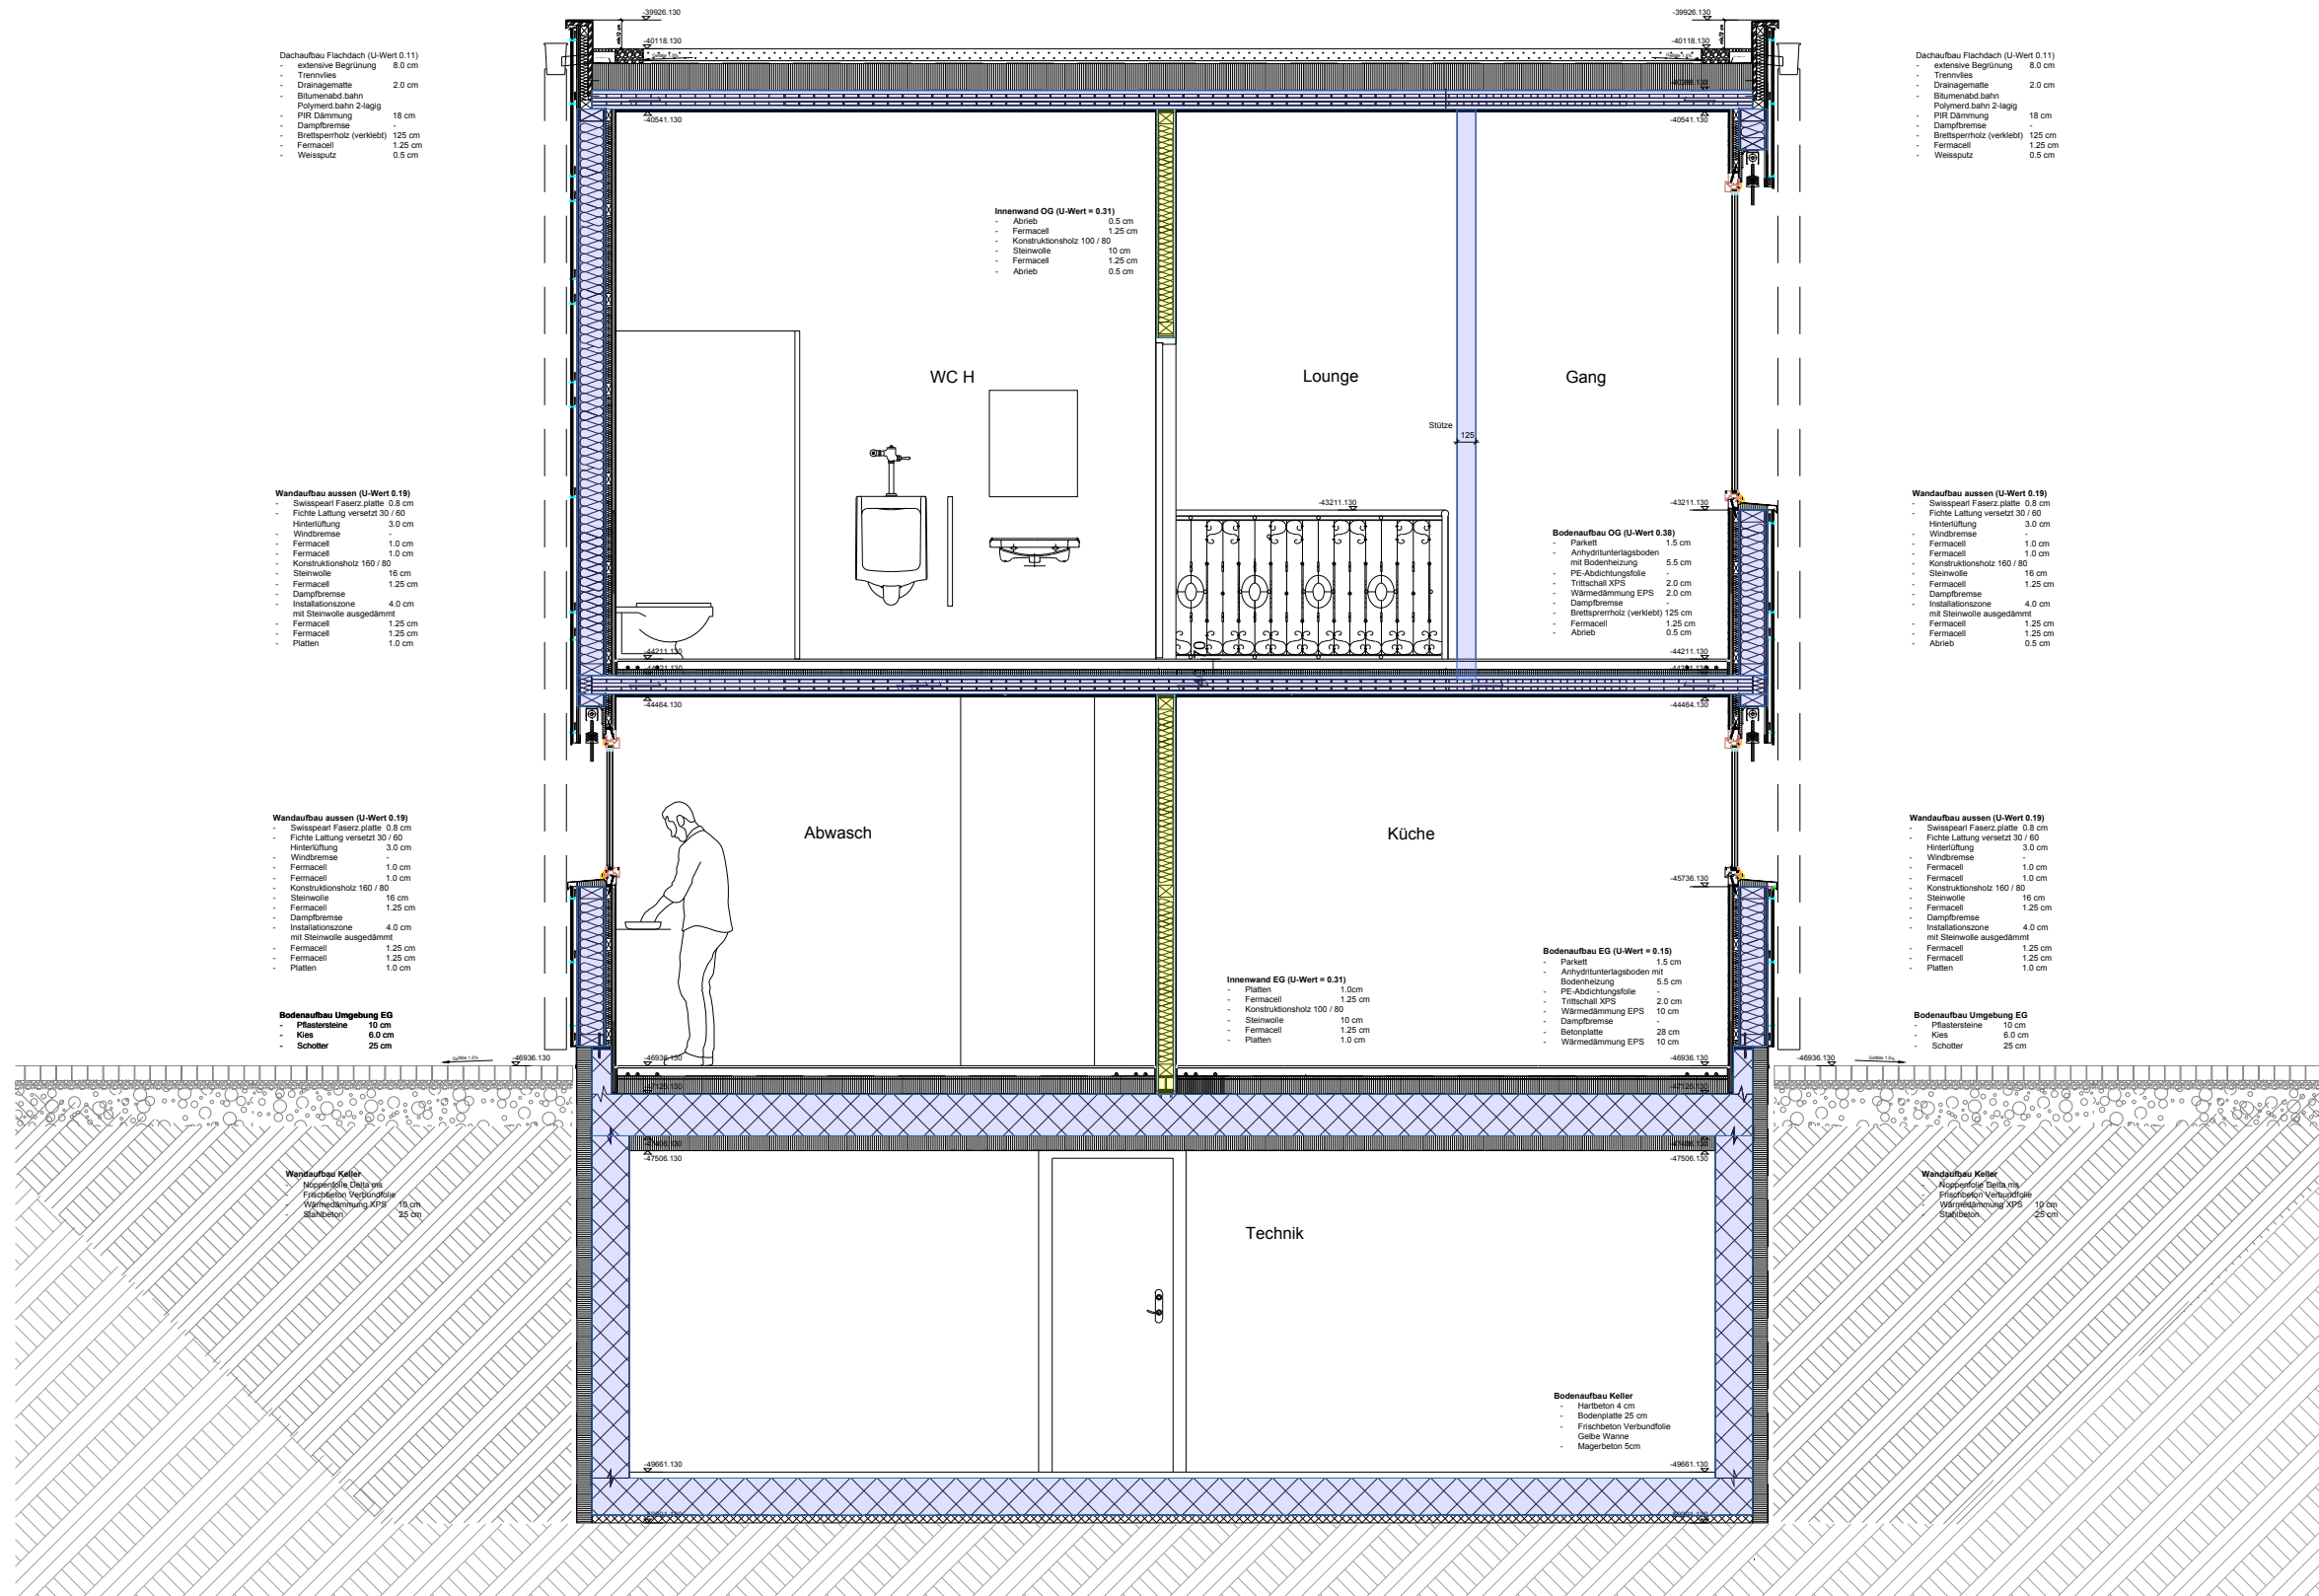 -39926.130
-39926.130
-40118.130
-40118.130
Dachaufbau Flachdach (U-Wert 0.11)
- extensive Begrünung 8.0 cm
- Trennvlies
- Drainagematte 2.0 cm
- Bitumenabd.bahn
Polymerd.bahn 2-lagig
- PIR Dämmung 18 cm
- Dampfbremse -
- Brettsperrholz (verklebt) 125 cm
- Fermacell 1.25 cm
- Weissputz 0.5 cm
Dachaufbau Flachdach (U-Wert 0.11)
- extensive Begrünung 8.0 cm
- Trennvlies
- Drainagematte 2.0 cm
- Bitumenabd.bahn
Polymerd.bahn 2-lagig
- PIR Dämmung 18 cm
- Dampfbremse -
- Brettsperrholz (verklebt) 125 cm
- Fermacell 1.25 cm
- Weissputz 0.5 cm
-40398.130
-40541.130
-40541.130
Innenwand OG (U-Wert = 0.31)
- Abrieb 0.5 cm
- Fermacell 1.25 cm
- Konstruktionsholz 100 / 80
- Steinwolle 10 cm
- Fermacell 1.25 cm
- Abrieb 0.5 cm
WC H
Lounge
Gang
Stütze
125
Wandaufbau aussen (U-Wert 0.19)
- Swisspearl Faserz.platte 0.8 cm
- Fichte Lattung versetzt 30 / 60
Hinterlüftung 3.0 cm
- Windbremse -
- Fermacell 1.0 cm
- Fermacell 1.0 cm
- Konstruktionsholz 160 / 80
- Steinwolle 16 cm
- Fermacell 1.25 cm
- Dampfbremse
- Installationszone 4.0 cm
mit Steinwolle ausgedämmt
- Fermacell 1.25 cm
- Fermacell 1.25 cm
- Platten 1.0 cm
-43211.130
-43211.130
Bodenaufbau OG (U-Wert 0.38)
- Parkett 1.5 cm
- Anhydritunterlagsboden
mit Bodenheizung 5.5 cm
- PE-Abdichtungsfolie -
- Trittschall XPS 2.0 cm
- Wärmedämmung EPS 2.0 cm
- Dampfbremse -
- Brettsprerrholz (verklebt) 125 cm
- Fermacell 1.25 cm
- Abrieb 0.5 cm
Wandaufbau aussen (U-Wert 0.19)
- Swisspearl Faserz.platte 0.8 cm
- Fichte Lattung versetzt 30 / 60
Hinterlüftung 3.0 cm
- Windbremse -
- Fermacell 1.0 cm
- Fermacell 1.0 cm
- Konstruktionsholz 160 / 80
- Steinwolle 16 cm
- Fermacell 1.25 cm
- Dampfbremse
- Installationszone 4.0 cm
mit Steinwolle ausgedämmt
- Fermacell 1.25 cm
- Fermacell 1.25 cm
- Abrieb 0.5 cm
-44211.130
-44211.130
-44464.130
-44464.130
Abwasch
Küche
Wandaufbau aussen (U-Wert 0.19)
- Swisspearl Faserz.platte 0.8 cm
- Fichte Lattung versetzt 30 / 60
Hinterlüftung 3.0 cm
- Windbremse -
- Fermacell 1.0 cm
- Fermacell 1.0 cm
- Konstruktionsholz 160 / 80
- Steinwolle 16 cm
- Fermacell 1.25 cm
- Dampfbremse
- Installationszone 4.0 cm
mit Steinwolle ausgedämmt
- Fermacell 1.25 cm
- Fermacell 1.25 cm
- Platten 1.0 cm
-45736.130
Wandaufbau aussen (U-Wert 0.19)
- Swisspearl Faserz.platte 0.8 cm
- Fichte Lattung versetzt 30 / 60
Hinterlüftung 3.0 cm
- Windbremse -
- Fermacell 1.0 cm
- Fermacell 1.0 cm
- Konstruktionsholz 160 / 80
- Steinwolle 16 cm
- Fermacell 1.25 cm
- Dampfbremse
- Installationszone 4.0 cm
mit Steinwolle ausgedämmt
- Fermacell 1.25 cm
- Fermacell 1.25 cm
- Platten 1.0 cm
Innenwand EG (U-Wert = 0.31)
- Platten 1.0cm
- Fermacell 1.25 cm
- Konstruktionsholz 100 / 80
- Steinwolle 10 cm
- Fermacell 1.25 cm
- Platten 1.0 cm
Bodenaufbau EG (U-Wert = 0.15)
- Parkett 1.5 cm
- Anhydritunterlagsboden mit
Bodenheizung 5.5 cm
- PE-Abdichtungsfolie -
- Trittschall XPS 2.0 cm
- Wärmedämmung EPS 10 cm
- Dampfbremse -
- Betonplatte 28 cm
- Wärmedämmung EPS 10 cm
Bodenaufbau Umgebung EG
- Pflastersteine 10 cm
- Kies 6.0 cm
- Schotter 25 cm
Bodenaufbau Umgebung EG
- Pflastersteine 10 cm
- Kies 6.0 cm
- Schotter 25 cm
Gefälle 1.5%
-46936.130
-46936.130
-46936.130
-46936.130
Gefälle 1.5%
-47126.130
-47126.130
-47406.130
-47406.130
-47506.130
-47506.130
Wandaufbau Keller
- Noppenfolie Delta ms
- Frischbeton Verbundfolie
- Wärmedämmung XPS 10 cm
- Stahlbeton 25 cm
Wandaufbau Keller
- Noppenfolie Delta ms
- Frischbeton Verbundfolie
- Wärmedämmung XPS 10 cm
- Stahlbeton 25 cm
Technik
Bodenaufbau Keller
- Hartbeton 4 cm
- Bodenplatte 25 cm
- Frischbeton Verbundfolie
Gelbe Wanne
- Magerbeton 5cm
-49661.130
-49661.130